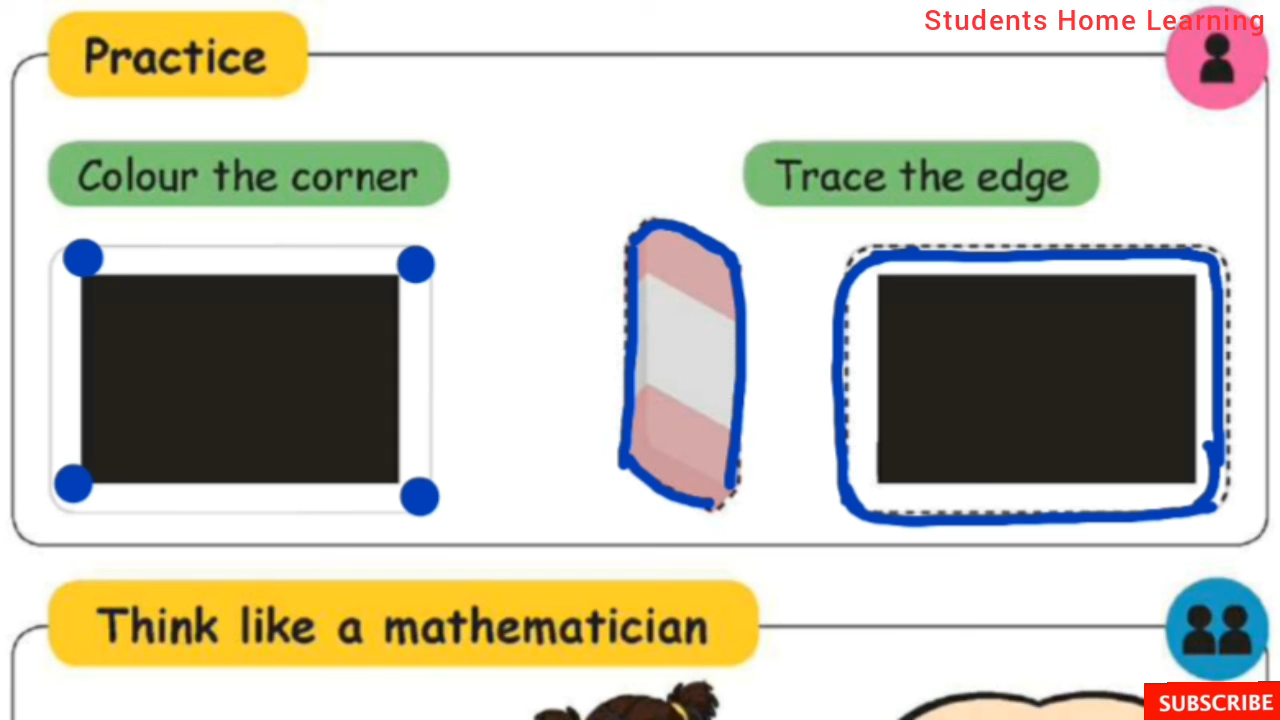 Students Home Learning
Practice
Colour the corner
Trace the edge
Think like a mathematician
SUBSCRIBE